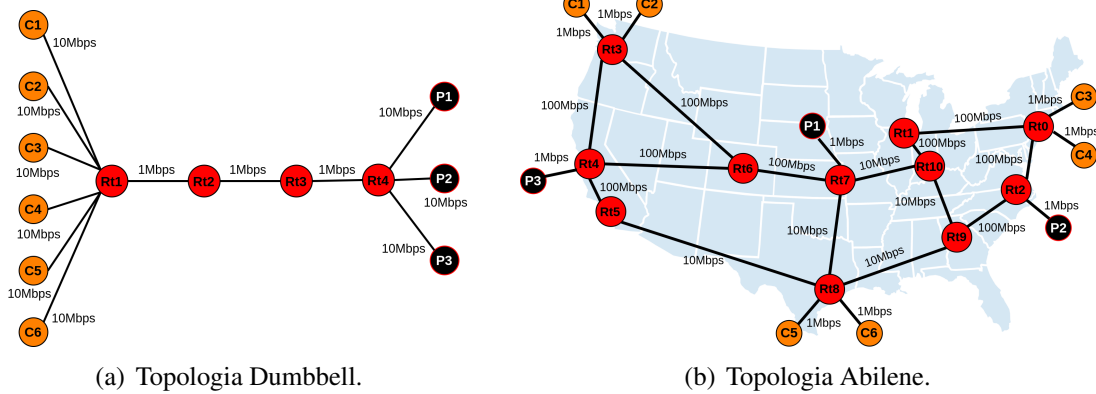 C1
10Mbps
C2
10Mbps
C3
10Mbps
C4
10Mbps
C5
10Mbps
C6
10Mbps
Rt1
1Mbps
Rt2
1Mbps
Rt3
1Mbps
Rt4
10Mbps
P1
P2
10Mbps
10Mbps
P3
(a) Topologia Dumbbell.
C1
1Mbps
C2
1Mbps
Rt3
100Mbps
100Mbps
P1
1Mbps
Rt1
100Mbps
1Mbps
C3
Rt0
1Mbps
C4
100Mbps
1Mbps
P3
Rt4
100Mbps
Rt6
100Mbps
Rt7
10Mbps
Rt10
100Mbps
Rt2
1Mbps
P2
100Mbps
Rt5
10Mbps
Rt9
100Mbps
10Mbps
10Mbps
10Mbps
Rt8
1Mbps
1Mbps
C5
C6
(b) Topologia Abilene.